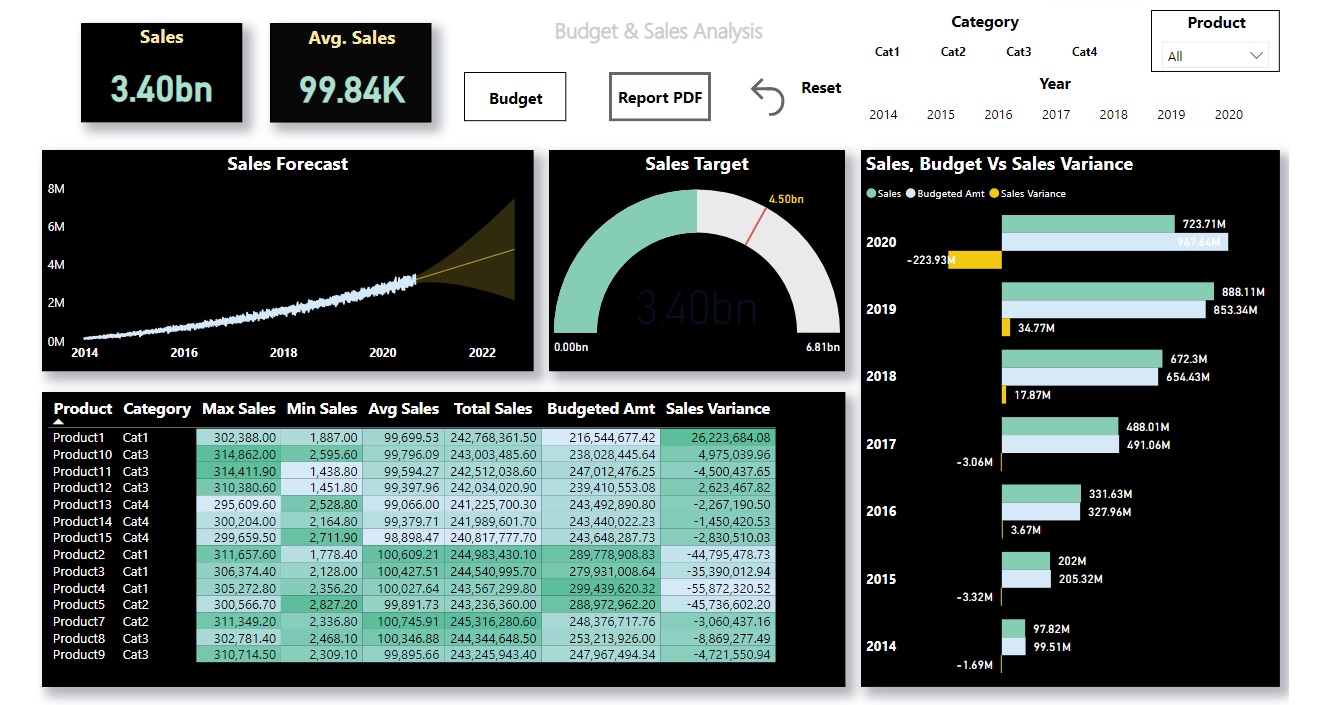 Sales
3.40bn
Avg. Sales
99.84K
Budget & Sales Analysis
Budget
Report PDF
Reset
Category
Cat1 Cat2 Cat3 Cat4
Year
2014 2015 2016 2017 2018 2019 2020
Product
All
Sales Forecast
8M
6M
4M
2M
0M
2014 2016 2018 2020 2022
Sales Target
4.50bn
3.40bn
0.00bn 6.81bn
Sales, Budget Vs Sales Variance
Sales Budgeted Amt Sales Variance
2020
723.71M
947.64M
-223.93M
2019
888.11M
853.34M
34.77M
2018
672.3M
654.43M
17.87M
2017
488.01M
491.06M
-3.06M
2016
331.63M
327.96M
3.67M
2015
202M
205.32M
-3.32M
2014
97.82M
99.51M
-1.69M
Product Category Max Sales Min Sales Avg Sales Total Sales Budgeted Amt Sales Variance
Product1 Cat1 302,388.00 1,887.00 99,699.53 242,768,361.50 216,544,677.42 26,223,684.08
Product10 Cat3 314,862.00 2,595.60 99,796.09 243,003,485.60 238,028,445.64 4,975,039.96
Product11 Cat3 314,411.90 1,438.80 99,594.27 242,512,038.60 247,012,476.25 -4,500,437.65
Product12 Cat3 310,380.60 1,451.80 99,397.96 242,034,020.90 239,410,553.08 2,623,467.82
Product13 Cat4 295,609.60 2,528.80 99,066.00 241,225,700.30 243,492,890.80 -2,267,190.50
Product14 Cat4 300,204.00 2,164.80 99,379.71 241,989,601.70 243,440,022.23 -1,450,420.53
Product15 Cat4 299,659.50 2,711.90 98,898.47 240,817,777.70 243,648,287.73 -2,830,510.03
Product2 Cat1 311,657.60 1,778.40 100,609.21 244,983,430.10 289,778,908.83 -44,795,478.73
Product3 Cat1 306,374.40 2,128.00 100,427.51 244,540,995.70 279,931,008.64 -35,390,012.94
Product4 Cat1 305,272.80 2,356.20 100,027.64 243,567,299.80 299,439,620.32 -55,872,320.52
Product5 Cat2 300,566.70 2,827.20 99,891.73 243,236,360.00 288,972,962.20 -45,736,602.20
Product7 Cat2 311,349.20 2,336.80 100,745.91 245,316,280.60 248,376,717.76 -3,060,437.16
Product8 Cat3 302,781.40 2,468.10 100,346.88 244,344,648.50 253,213,926.00 -8,869,277.49
Product9 Cat3 310,714.50 2,309.10 99,895.66 243,245,943.40 247,967,494.34 -4,721,550.94